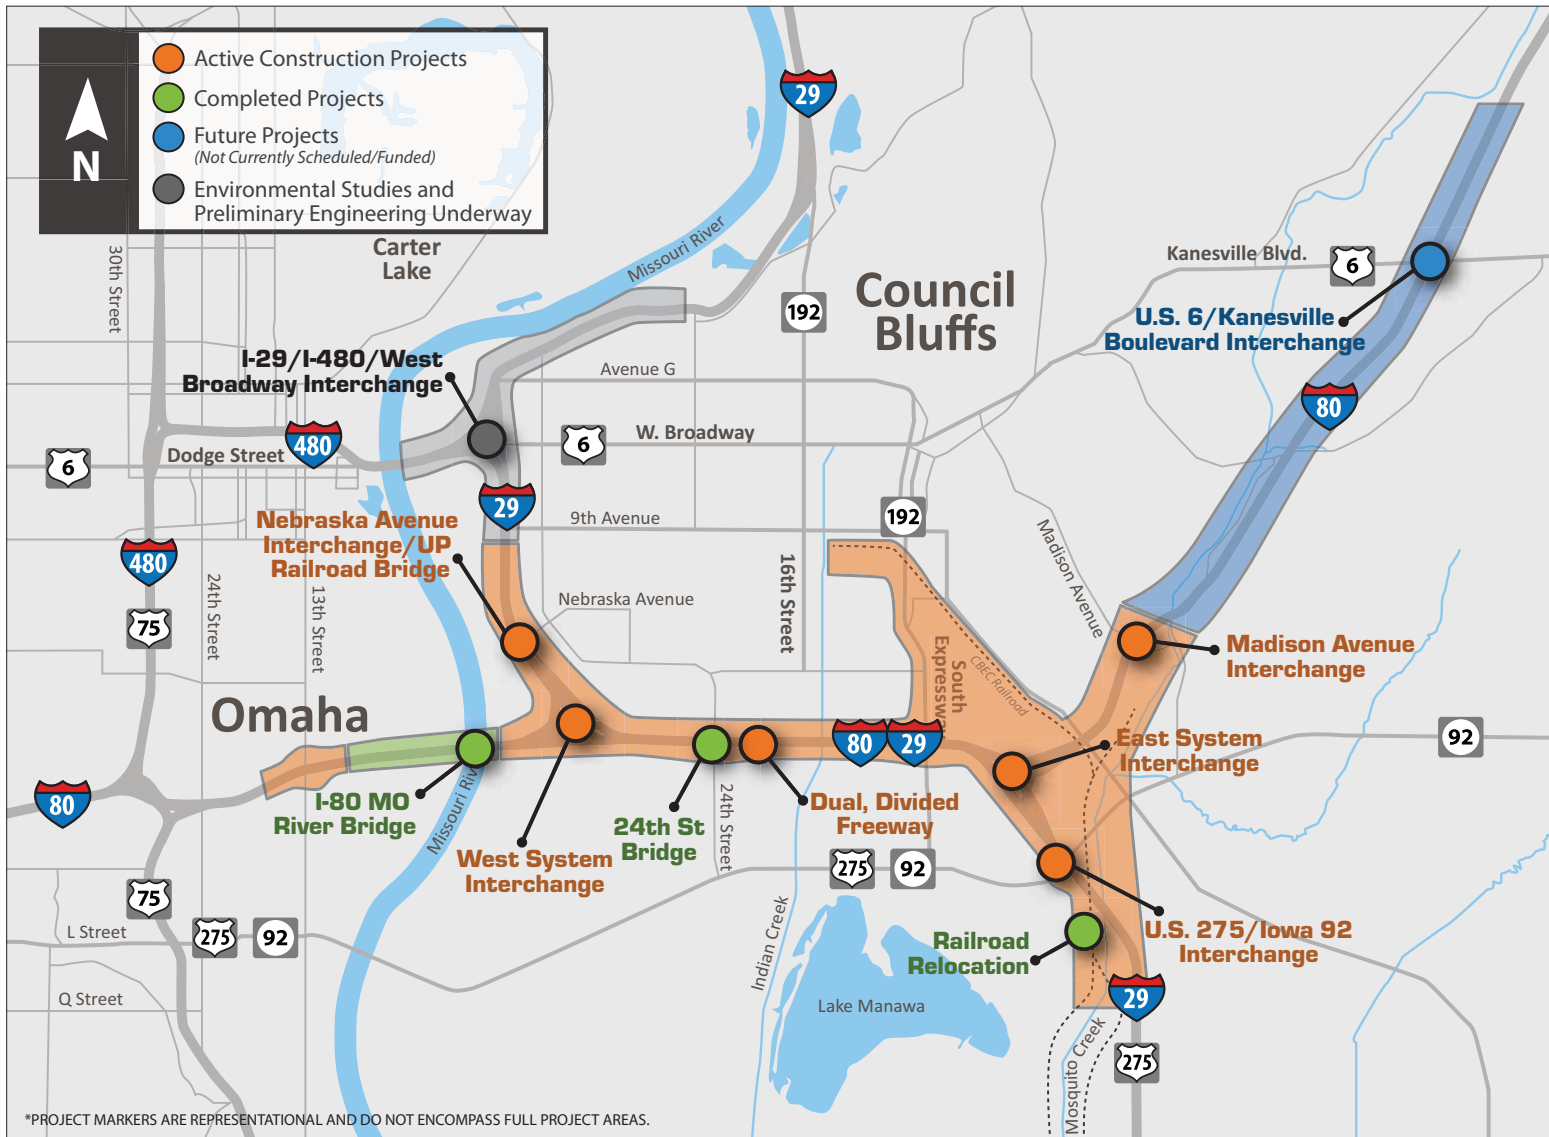 N
Active Construction Projects
Completed Projects
Future Projects
(Not Currently Scheduled/Funded)
Environmental Studies and
Preliminary Engineering Underway
29
Missouri River
Carter
Lake
30th Street
192
Council
Bluffs
Kanesville Blvd.
6
U.S. 6/Kanesville
Boulevard Interchange
80
I-29/I-480/West
Broadway Interchange
Avenue G
480
6
Dodge Street
6
W. Broadway
29
9th Avenue
192
Nebraska Avenue
Interchange/UP
Railroad Bridge
480
75
24th Street
13th Street
Nebraska Avenue
16th Street
Madison Avenue
South
Expressway
CBEC Railroad
Madison Avenue
Interchange
Omaha
80
29
92
East System
Interchange
80
I-80 MO
River Bridge
Missouri River
24th St
Bridge
24th Street
Dual, Divided
Freeway
West System
Interchange
275
92
75
L Street
275
92
Q Street
Indian Creek
Lake Manawa
Railroad
Relocation
U.S. 275/Iowa 92
Interchange
29
275
Mosquito Creek
*PROJECT MARKERS ARE REPRESENTATIONAL AND DO NOT ENCOMPASS FULL PROJECT AREAS.